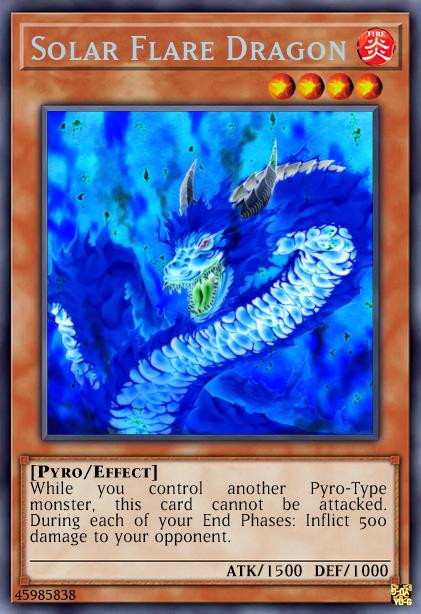 Solar Flare Dragon
FIRE
炎
[Pyro/Effect]
While you control another Pyro-Type
monster, this card cannot be attacked.
During each of your End Phases: Inflict 500
damage to your opponent.
ATK/1500 DEF/1000
45985838